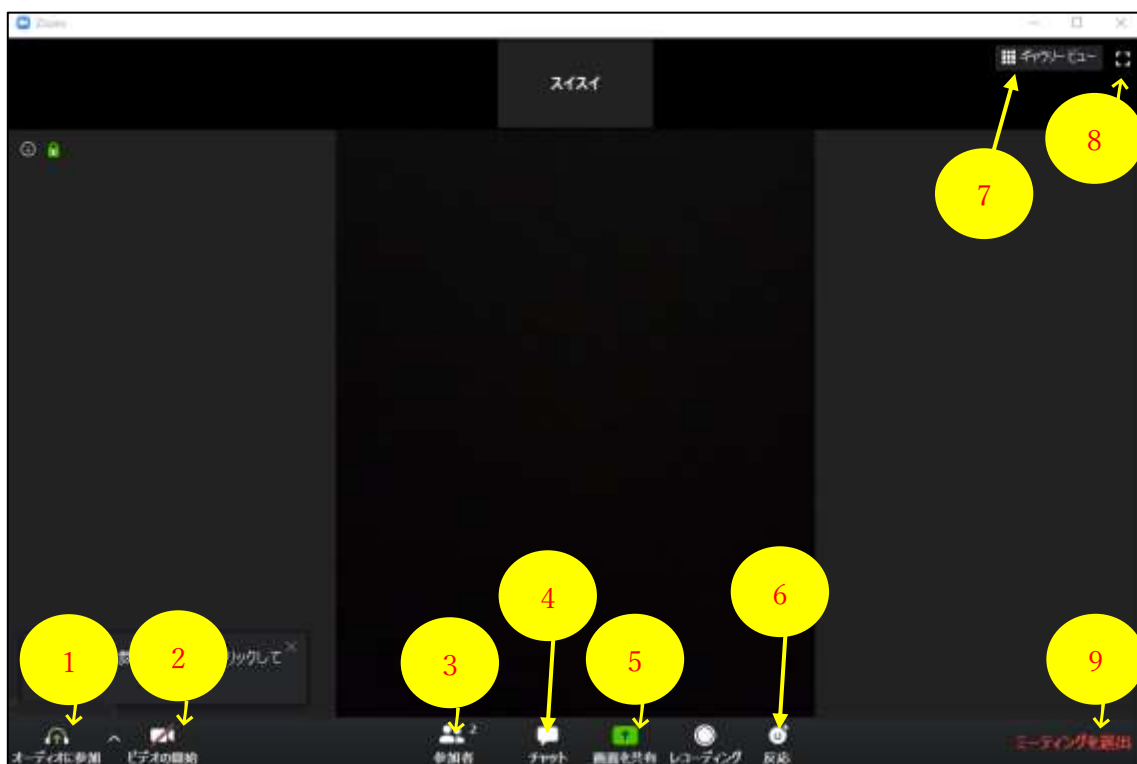 Zoom
スイスイ
ギャラリービュー
8
7
4
6
1
2
3
5
9
リックして
2
オーディオに参加
ビデオの開始
参加者
チャット
画面を共有
レコーディング
反応
ミーティングを退出